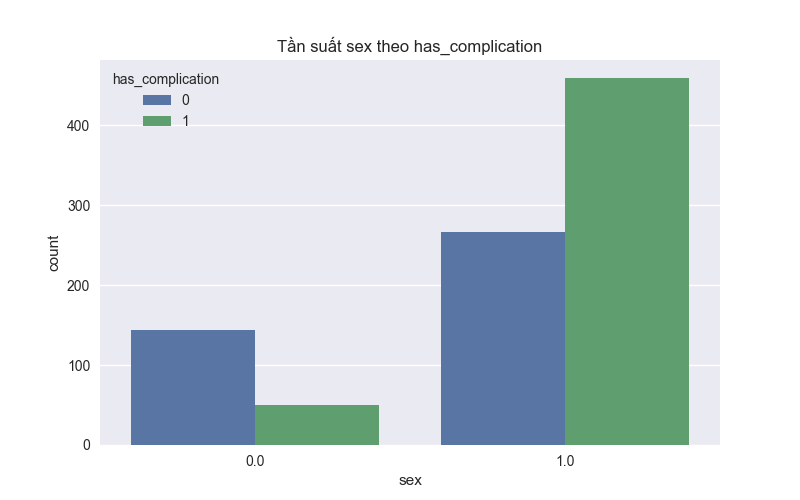 Tần suất sex theo has_complication
has_complication
0
1
400
300
200
100
0
count
0.0
1.0
sex